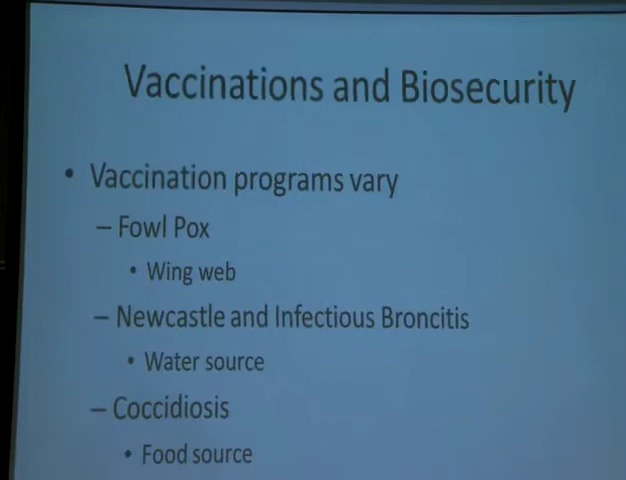 Vaccinations and Biosecurity
• Vaccination programs vary
– Fowl Pox
• Wing web
– Newcastle and Infectious Broncitis
• Water source
– Coccidiosis
• Food source